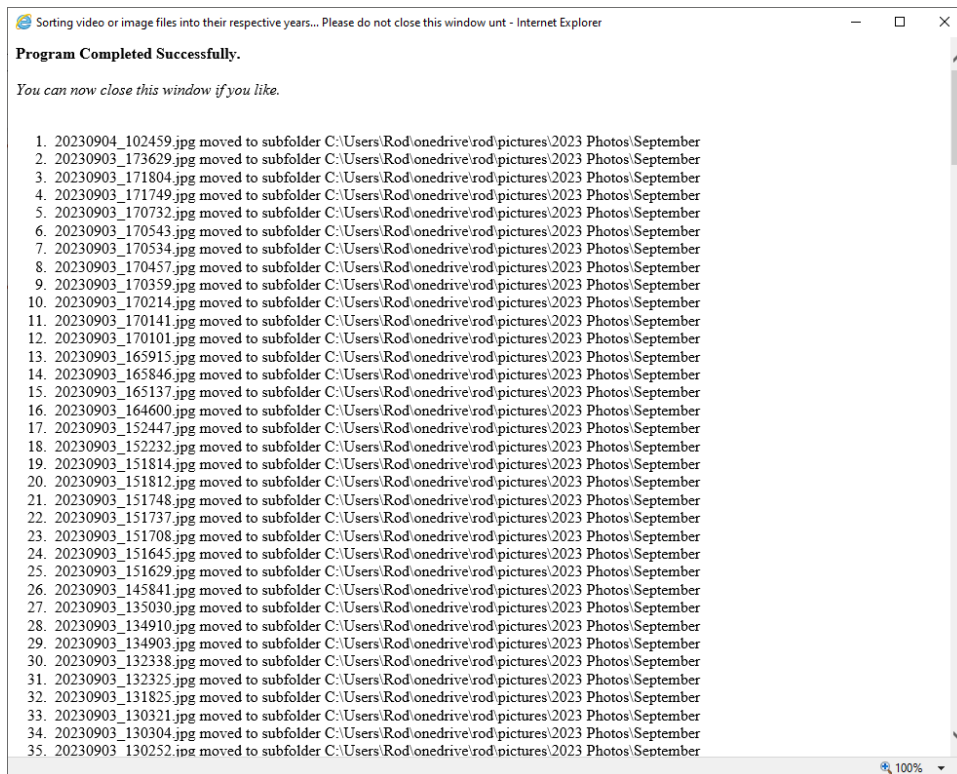 Sorting video or image files into their respective years... Please do not close this window unt - Internet Explorer
Program Completed Successfully.
You can now close this window if you like.
1. 20230904_102459.jpg moved to subfolder C:\Users\Rod\onedrive\rod\pictures\2023 Photos\September
2. 20230903_173629.jpg moved to subfolder C:\Users\Rod\onedrive\rod\pictures\2023 Photos\September
3. 20230903_171804.jpg moved to subfolder C:\Users\Rod\onedrive\rod\pictures\2023 Photos\September
4. 20230903_171749.jpg moved to subfolder C:\Users\Rod\onedrive\rod\pictures\2023 Photos\September
5. 20230903_170732.jpg moved to subfolder C:\Users\Rod\onedrive\rod\pictures\2023 Photos\September
6. 20230903_170543.jpg moved to subfolder C:\Users\Rod\onedrive\rod\pictures\2023 Photos\September
7. 20230903_170534.jpg moved to subfolder C:\Users\Rod\onedrive\rod\pictures\2023 Photos\September
8. 20230903_170457.jpg moved to subfolder C:\Users\Rod\onedrive\rod\pictures\2023 Photos\September
9. 20230903_170359.jpg moved to subfolder C:\Users\Rod\onedrive\rod\pictures\2023 Photos\September
10. 20230903_170214.jpg moved to subfolder C:\Users\Rod\onedrive\rod\pictures\2023 Photos\September
11. 20230903_170141.jpg moved to subfolder C:\Users\Rod\onedrive\rod\pictures\2023 Photos\September
12. 20230903_170101.jpg moved to subfolder C:\Users\Rod\onedrive\rod\pictures\2023 Photos\September
13. 20230903_165915.jpg moved to subfolder C:\Users\Rod\onedrive\rod\pictures\2023 Photos\September
14. 20230903_165846.jpg moved to subfolder C:\Users\Rod\onedrive\rod\pictures\2023 Photos\September
15. 20230903_165137.jpg moved to subfolder C:\Users\Rod\onedrive\rod\pictures\2023 Photos\September
16. 20230903_164600.jpg moved to subfolder C:\Users\Rod\onedrive\rod\pictures\2023 Photos\September
17. 20230903_152447.jpg moved to subfolder C:\Users\Rod\onedrive\rod\pictures\2023 Photos\September
18. 20230903_152232.jpg moved to subfolder C:\Users\Rod\onedrive\rod\pictures\2023 Photos\September
19. 20230903_151814.jpg moved to subfolder C:\Users\Rod\onedrive\rod\pictures\2023 Photos\September
20. 20230903_151812.jpg moved to subfolder C:\Users\Rod\onedrive\rod\pictures\2023 Photos\September
21. 20230903_151748.jpg moved to subfolder C:\Users\Rod\onedrive\rod\pictures\2023 Photos\September
22. 20230903_151737.jpg moved to subfolder C:\Users\Rod\onedrive\rod\pictures\2023 Photos\September
23. 20230903_151708.jpg moved to subfolder C:\Users\Rod\onedrive\rod\pictures\2023 Photos\September
24. 20230903_151645.jpg moved to subfolder C:\Users\Rod\onedrive\rod\pictures\2023 Photos\September
25. 20230903_151629.jpg moved to subfolder C:\Users\Rod\onedrive\rod\pictures\2023 Photos\September
26. 20230903_145841.jpg moved to subfolder C:\Users\Rod\onedrive\rod\pictures\2023 Photos\September
27. 20230903_135030.jpg moved to subfolder C:\Users\Rod\onedrive\rod\pictures\2023 Photos\September
28. 20230903_134910.jpg moved to subfolder C:\Users\Rod\onedrive\rod\pictures\2023 Photos\September
29. 20230903_134903.jpg moved to subfolder C:\Users\Rod\onedrive\rod\pictures\2023 Photos\September
30. 20230903_132338.jpg moved to subfolder C:\Users\Rod\onedrive\rod\pictures\2023 Photos\September
31. 20230903_132325.jpg moved to subfolder C:\Users\Rod\onedrive\rod\pictures\2023 Photos\September
32. 20230903_131825.jpg moved to subfolder C:\Users\Rod\onedrive\rod\pictures\2023 Photos\September
33. 20230903_130321.jpg moved to subfolder C:\Users\Rod\onedrive\rod\pictures\2023 Photos\September
34. 20230903_130304.jpg moved to subfolder C:\Users\Rod\onedrive\rod\pictures\2023 Photos\September
35. 20230903_130252.jpg moved to subfolder C:\Users\Rod\onedrive\rod\pictures\2023 Photos\September
100%